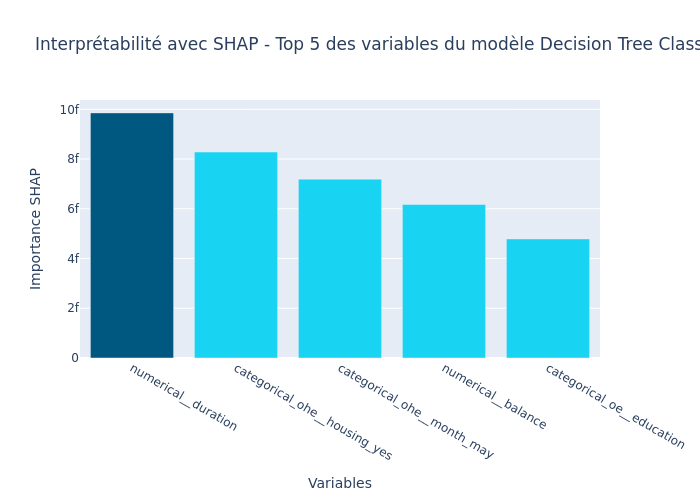 Interprétabilité avec SHAP - Top 5 des variables du modèle Decision Tree Class
Importance SHAP
10f
8f
6f
4f
2f
0
numerical__duration
categorical_ohe__housing_yes
categorical_ohe__month_may
numerical__balance
categorical_oe__education
Variables